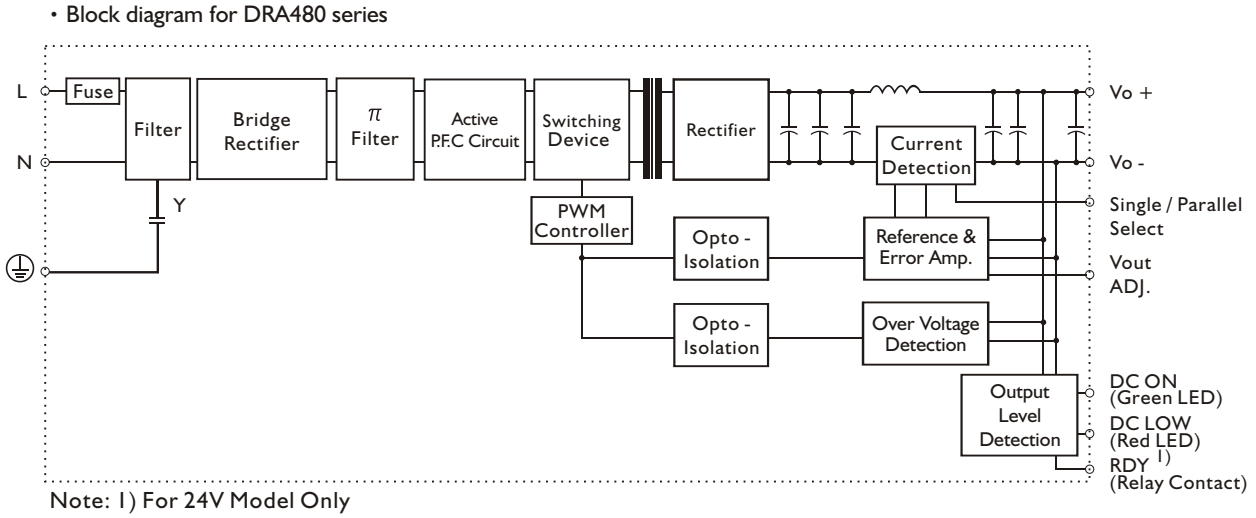 • Block diagram for DRA480 series
L
Fuse
Filter
Bridge
Rectifier
π
Filter
Active
P.F.C Circuit
Switching
Device
Rectifier
Current
Detection
Vo +
N
Vo -
Y
PWM
Controller
Opto -
Isolation
Reference &
Error Amp.
Single / Parallel
Select
Vout
ADJ.
Opto -
Isolation
Over Voltage
Detection
Output
Level
Detection
DC ON
(Green LED)
DC LOW
(Red LED)
RDY 1)
(Relay Contact)
Note: 1) For 24V Model Only